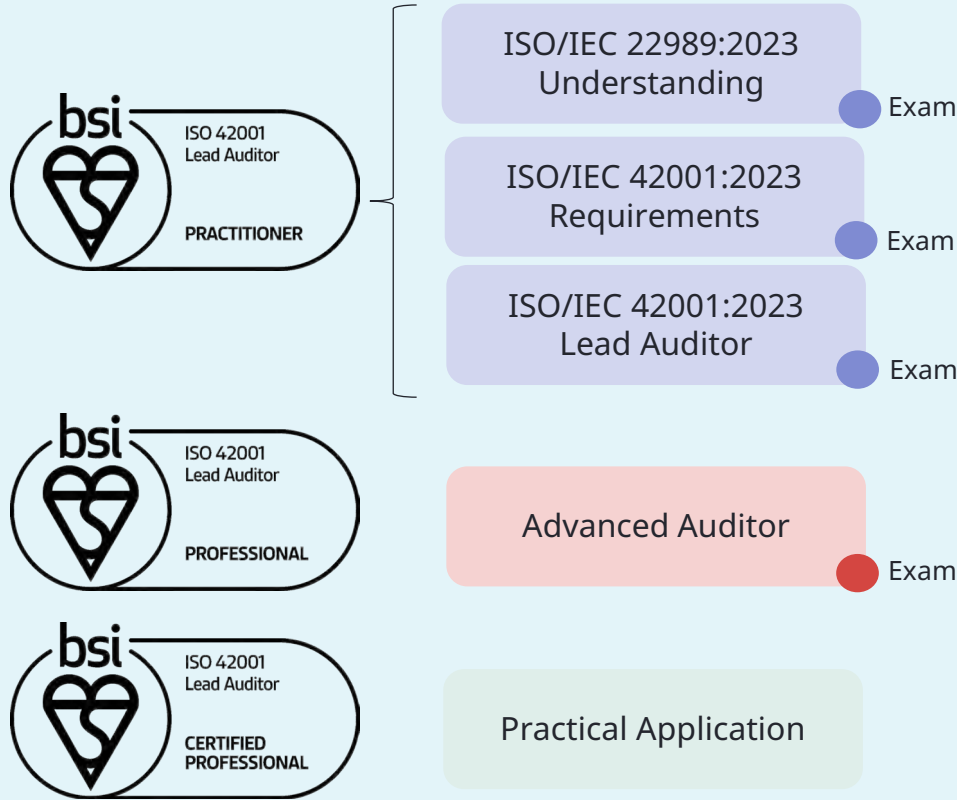 bsi
ISO 42001
Lead Auditor
PRACTITIONER
ISO/IEC 22989:2023
Understanding
Exam
ISO/IEC 42001:2023
Requirements
Exam
ISO/IEC 42001:2023
Lead Auditor
Exam
bsi
ISO 42001
Lead Auditor
PROFESSIONAL
Advanced Auditor
Exam
bsi
ISO 42001
Lead Auditor
CERTIFIED
PROFESSIONAL
Practical Application